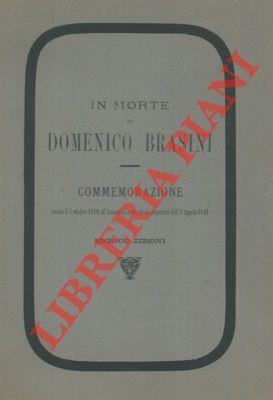 IN MORTE
DI
DOMENICO BRASINI
COMMEMORAZIONE
ENRICO ZIRONI
LIBRERIA PIANI